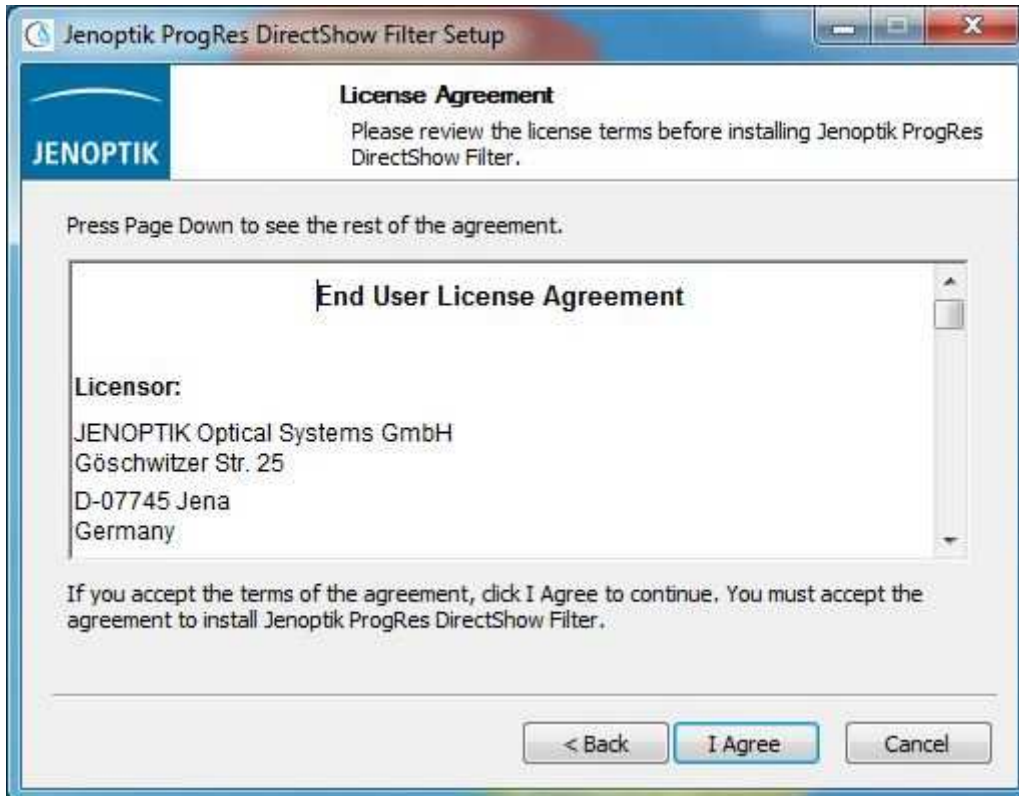 Jenoptik ProgRes DirectShow Filter Setup
JENOPTIK
License Agreement
Please review the license terms before installing Jenoptik ProgRes
DirectShow Filter.
Press Page Down to see the rest of the agreement.
End User License Agreement
Licensor:
JENOPTIK Optical Systems GmbH
Göschwitzer Str. 25
D-07745 Jena
Germany
If you accept the terms of the agreement, click I Agree to continue. You must accept the
agreement to install Jenoptik ProgRes DirectShow Filter.
< Back
I Agree
Cancel